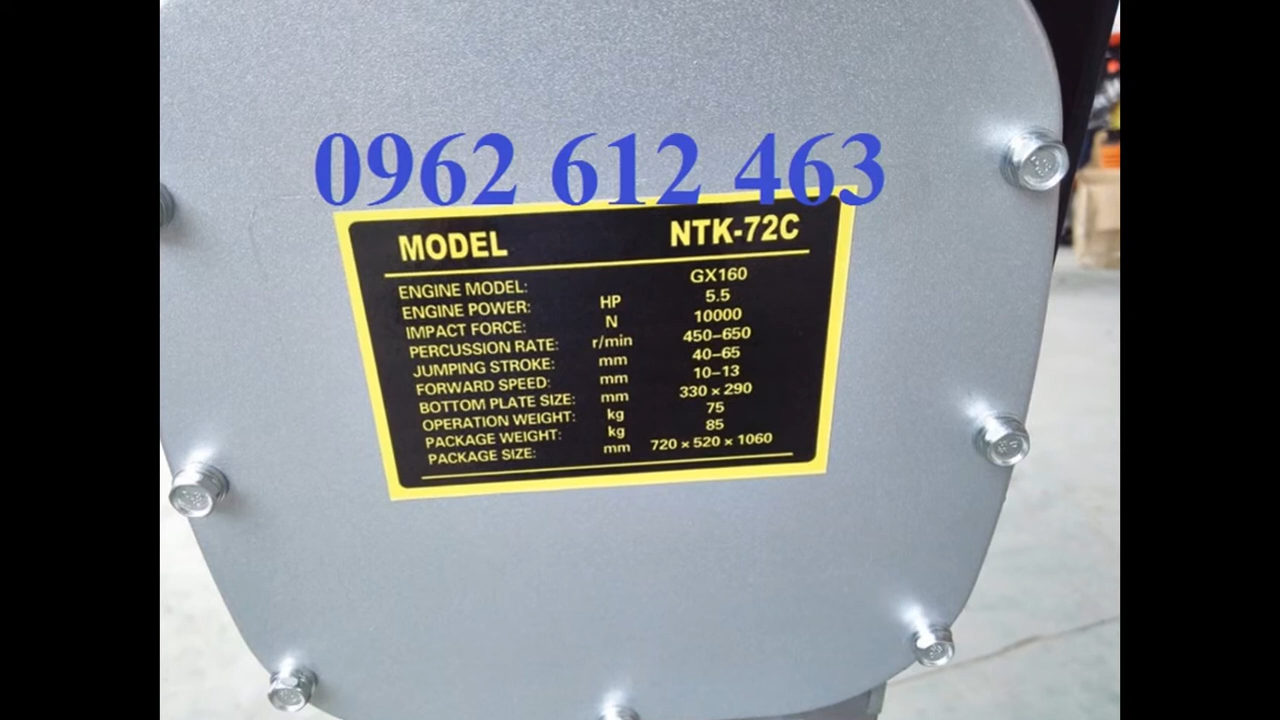 0962 612 463
MODEL NTK-72C
ENGINE MODEL: GX160
ENGINE POWER: HP 5.5
IMPACT FORCE: N 10000
PERCUSSION RATE: r/min 450-650
JUMPING STROKE: mm 40-65
FORWARD SPEED: mm 10-13
BOTTOM PLATE SIZE: mm 330×290
OPERATION WEIGHT: kg 75
PACKAGE WEIGHT: kg 85
PACKAGE SIZE: mm 720×520×1060